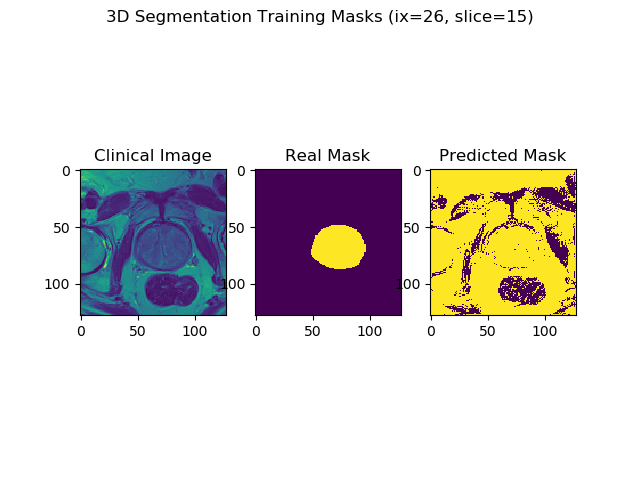 3D Segmentation Training Masks (ix=26, slice=15)
Clinical Image Real Mask Predicted Mask
0 0 0
50 50 50
100 100 100
0 50 100 0 50 100 0 50 100